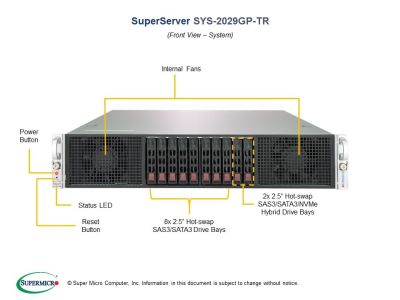 SuperServer SYS-2029GP-TR
(Front View – System)
Internal Fans
Power
Button
Status LED
Reset
Button
8x 2.5" Hot-swap
SAS3/SATA3 Drive Bays
2x 2.5" Hot-swap
SAS3/SATA3/NVMe
Hybrid Drive Bays
SUPERMICRO
© Super Micro Computer, Inc. Information in this document is subject to change without notice.